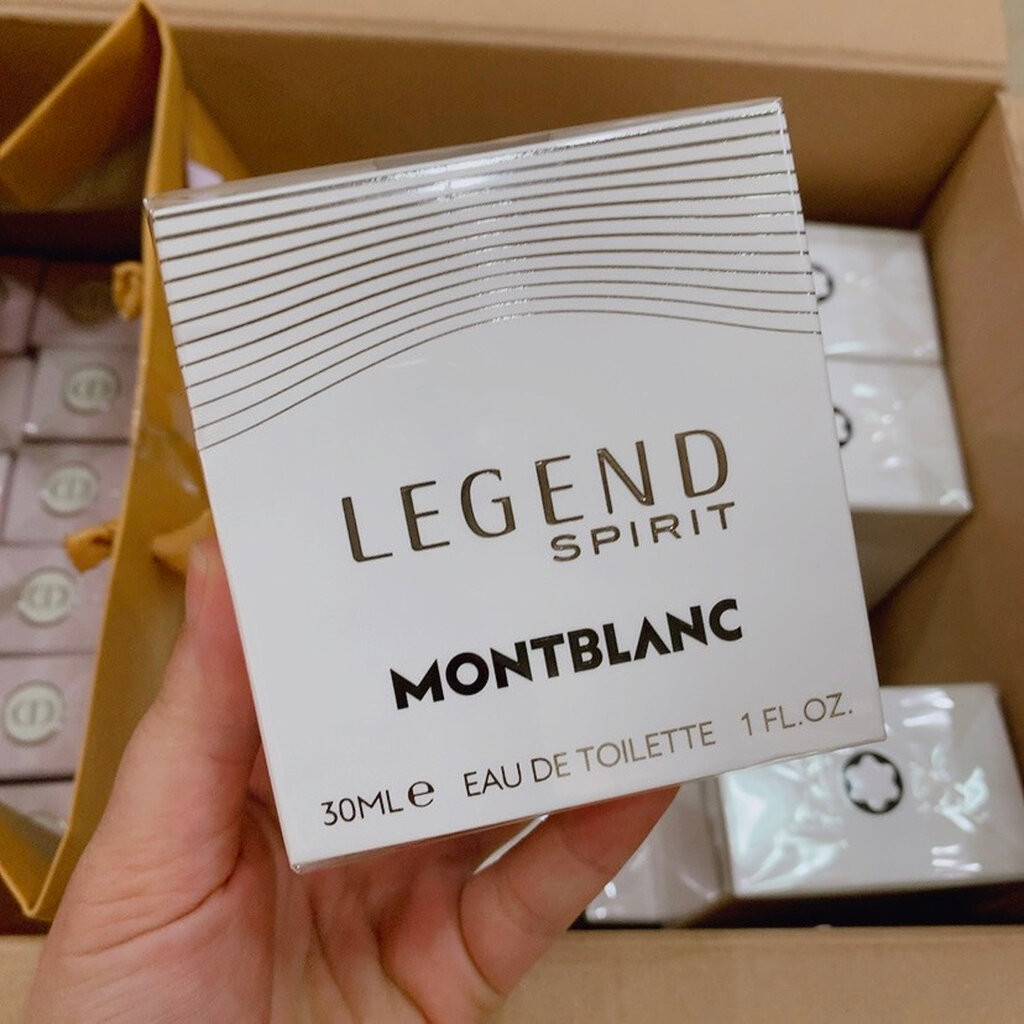 LEGEND
SPIRIT
MONTBLANC
30ML e EAU DE TOILETTE 1 FL.OZ.